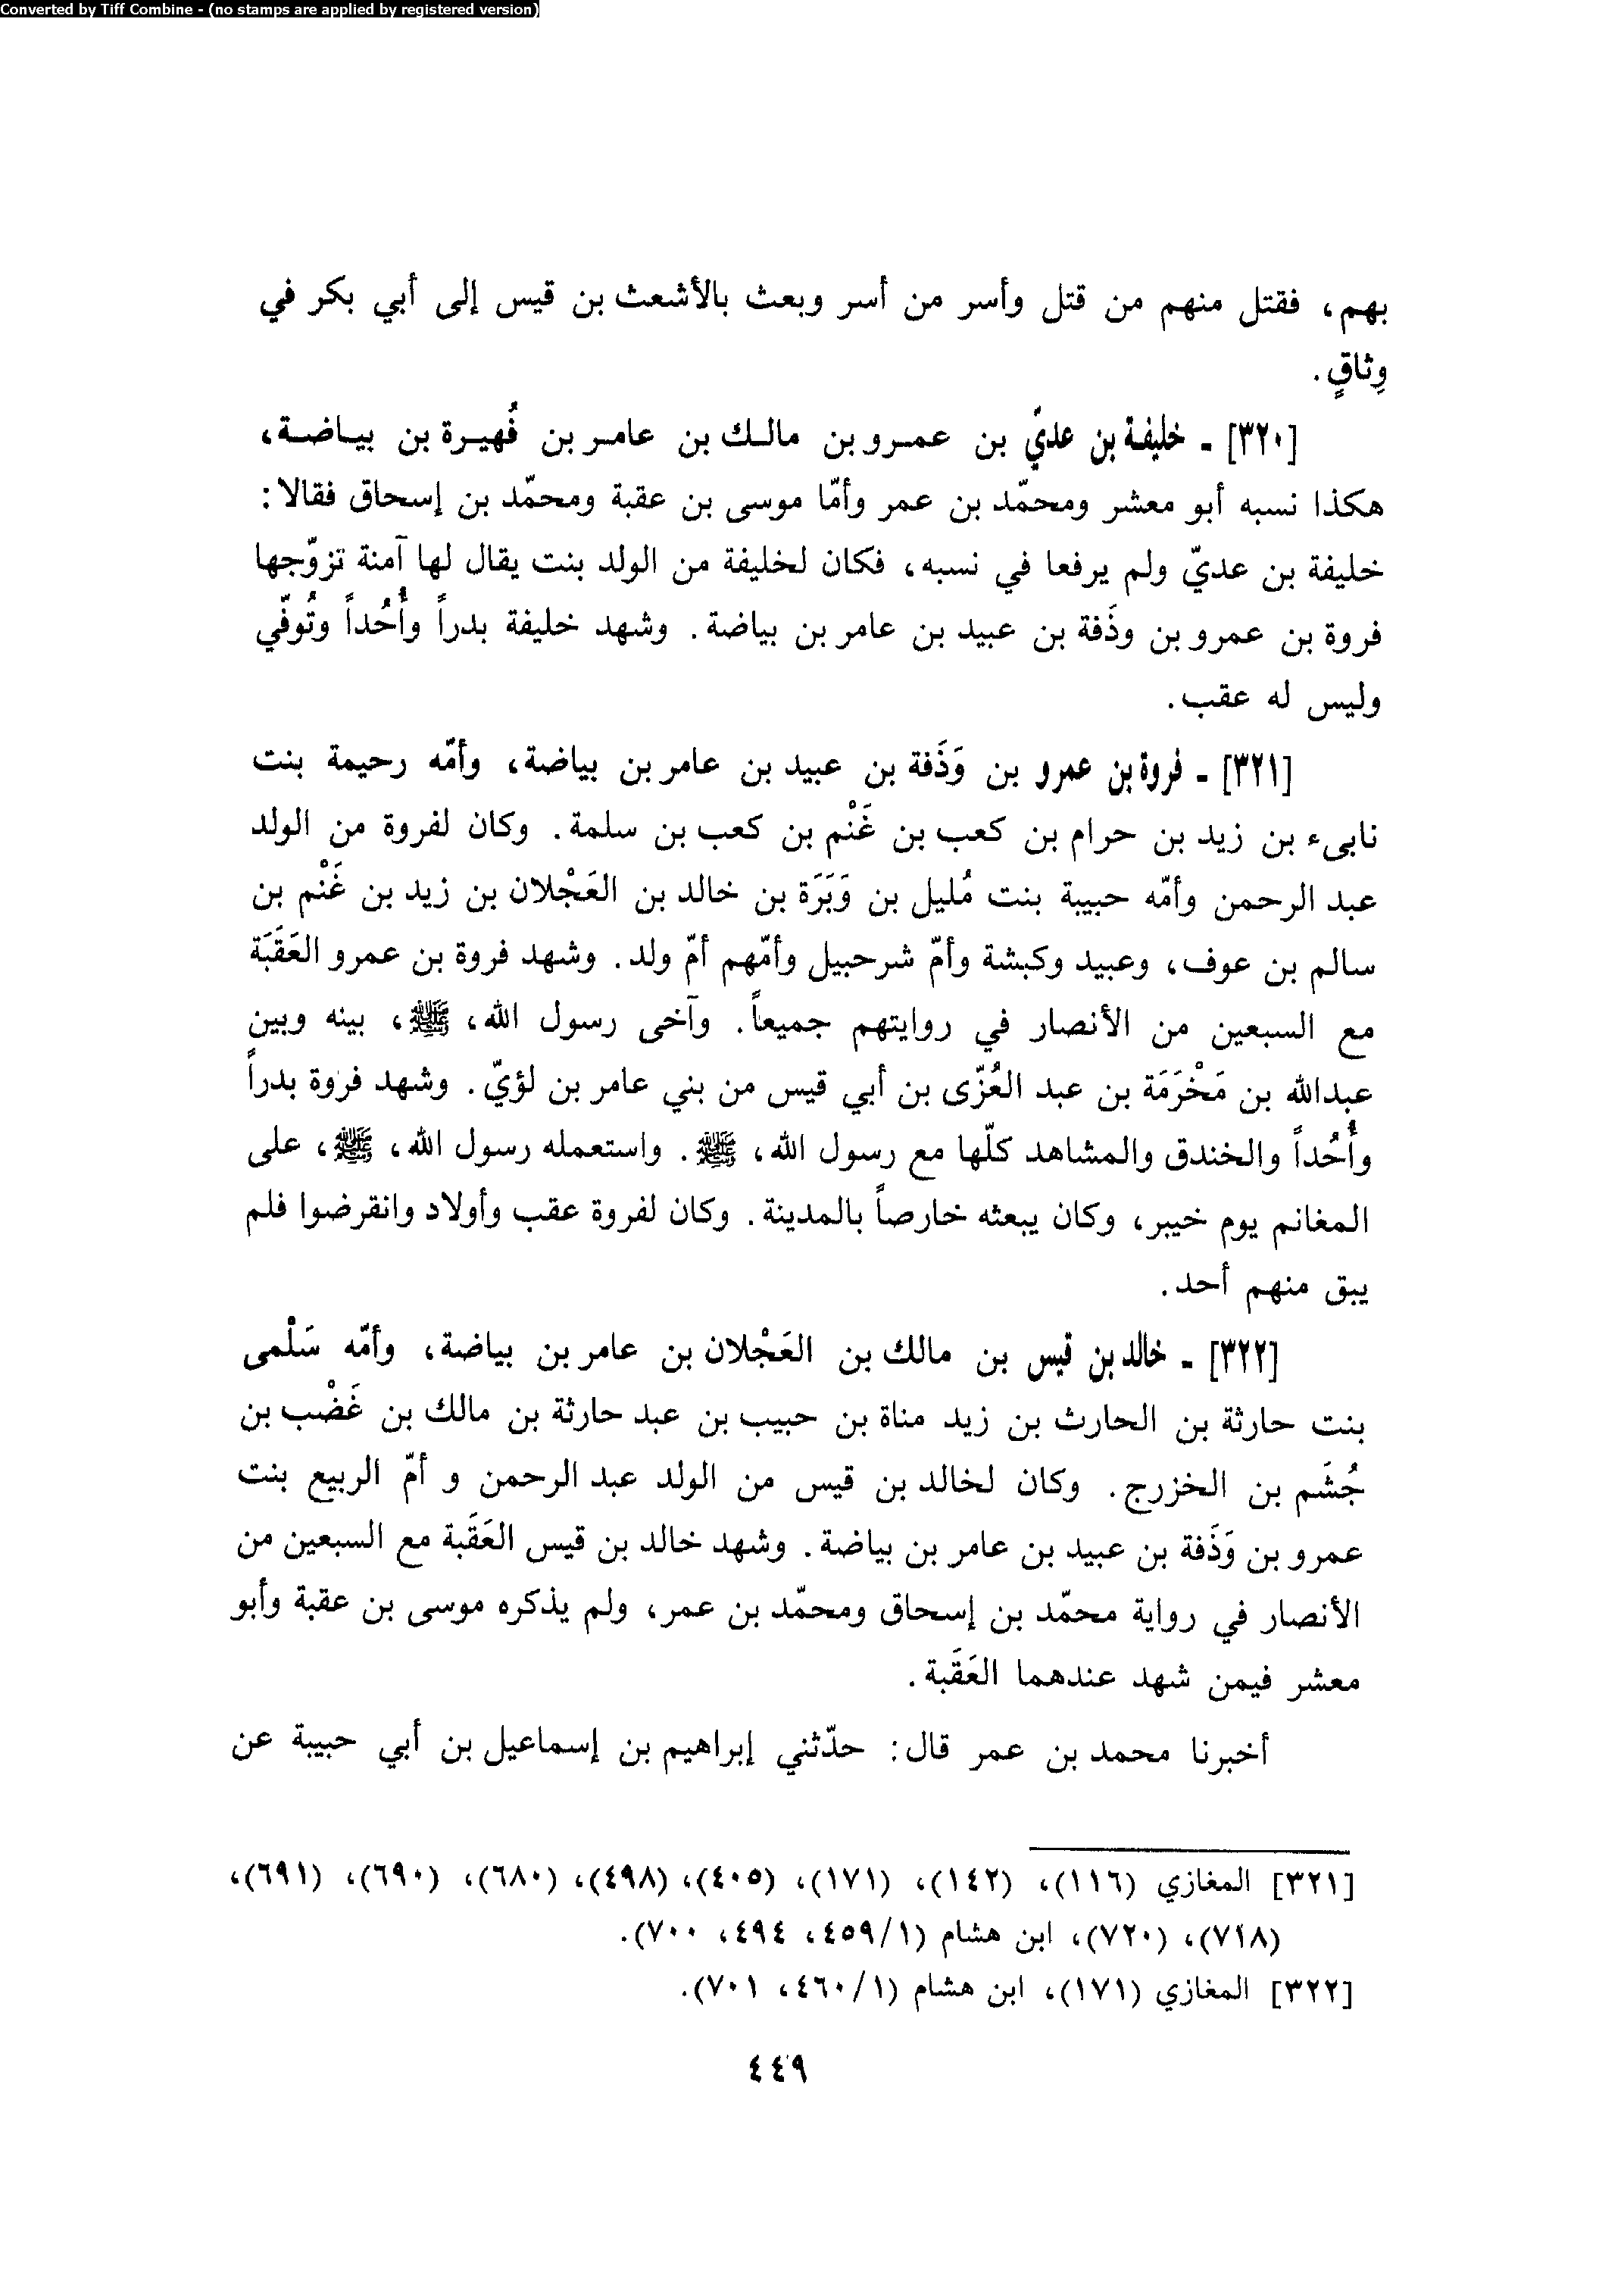 Converted by Tiff Combine - (no stamps are applied by registered version)
بهم، فقتل منهم من قتل وأسر من أسر وبعث بالأشعث بن قيس إلى أبي بكر في
وِثاقٍ.
[٣٢٠] ـ خليفة بن عديّ بن عمرو بن مالك بن عامر بن فُهيرة بن بياضة،
هكذا نسبه أبو معشر ومحمّد بن عمر وأمّا موسى بن عقبة ومحمّد بن إسحاق فقالا:
خليفة بن عديّ ولم يرفعا في نسبه، فكان لخليفة من الولد بنت يقال لها آمنة تزوّجها
فروة بن عمرو بن وذَفة بن عبيد بن عامر بن بياضة. وشهد خليفة بدراً وأُحُداً وتُوفّي
وليس له عقب.
[٣٢١] ـ فروة بن عمرو بن وَذَفة بن عبيد بن عامر بن بياضة، وأمّه رحيمة بنت
نابىء بن زيد بن حرام بن كعب بن غَنْم بن كعب بن سلمة. وكان لفروة من الولد
عبد الرحمن وأمّه حبيبة بنت مُليل بن وَبَرَة بن خالد بن العَجْلان بن زيد بن غَنْم بن
سالم بن عوف، وعبيد وكبشة وأمّ شرحبيل وأمّهم أمّ ولد. وشهد فروة بن عمرو العَقَبَة
مع السبعين من الأنصار في روايتهم جميعاً. وآخى رسول الله، ﷺ، بينه وبين
عبدالله بن مَخْرَمَة بن عبد العُزّى بن أبي قيس من بني عامر بن لؤيّ. وشهد فروة بدراً
وأُحُداً والخندق والمشاهد كلّها مع رسول الله، ﷺ. واستعمله رسول الله، ﷺ، على
المغانم يوم خيبر، وكان يبعثه خارصاً بالمدينة. وكان لفروة عقب وأولاد وانقرضوا فلم
يبق منهم أحد.
[٣٢٢] ـ خالد بن قيس بن مالك بن العَجْلان بن عامر بن بياضة، وأمّه سَلْمى
بنت حارثة بن الحارث بن زيد مناة بن حبيب بن عبد حارثة بن مالك بن غَضْب بن
جُشَم بن الخزرج. وكان لخالد بن قيس من الولد عبد الرحمن و أمّ الربيع بنت
عمرو بن وَذَفة بن عبيد بن عامر بن بياضة. وشهد خالد بن قيس العَقَبة مع السبعين من
الأنصار في رواية محمّد بن إسحاق ومحمّد بن عمر، ولم يذكره موسى بن عقبة وأبو
معشر فيمن شهد عندهما العَقَبة.
أخبرنا محمد بن عمر قال: حدّثني إبراهيم بن إسماعيل بن أبي حبيبة عن
[٣٢١] المغازي (١١٦)، (١٤٢)، (١٧١)، (٤٠٥)، (٤٩٨)، (٦٨٠)، (٦٩٠)، (٦٩١)،
(٧١٨)، (٧٢٠)، ابن هشام (٤٥٩/١، ٤٩٤، ٧٠٠).
[٣٢٢] المغازي (١٧١)، ابن هشام (٤٦٠/١، ٧٠١).
٤٤٩